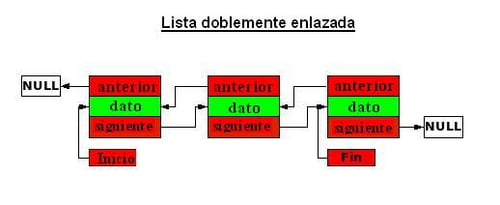 Lista doblemente enlazada
NULL anterior anterior anterior
dato dato dato
siguiente siguiente siguiente NULL
Inicio Fin